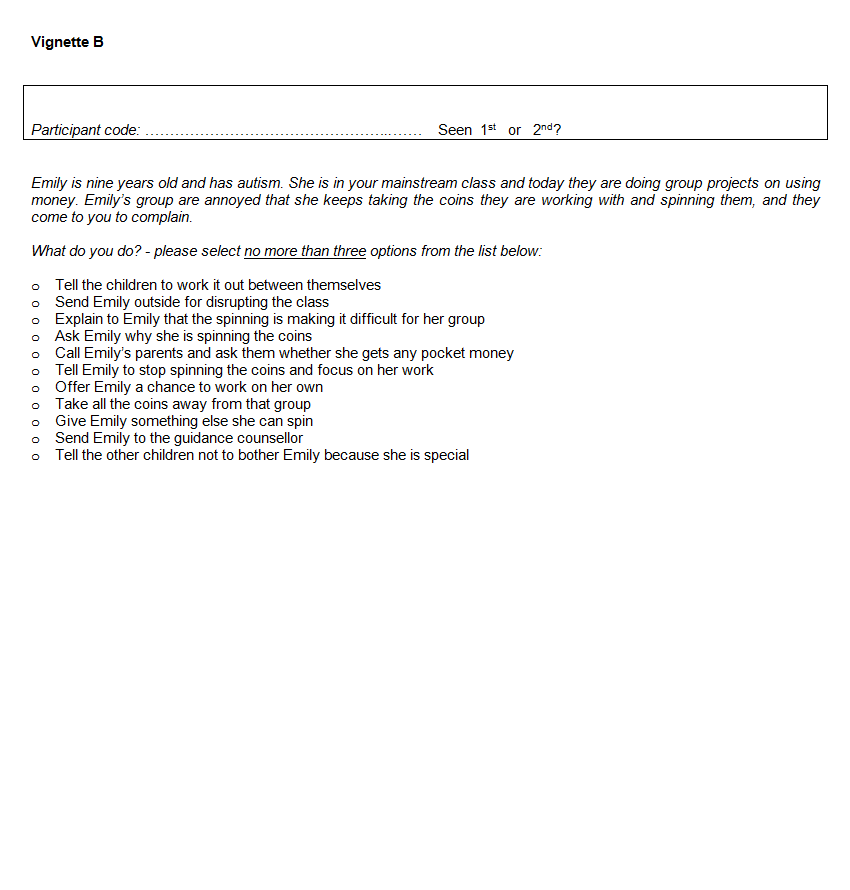 Vignette B
Participant code: ……………………………………………..…… Seen 1st or 2nd?
Emily is nine years old and has autism. She is in your mainstream class and today they are doing group projects on using
money. Emily's group are annoyed that she keeps taking the coins they are working with and spinning them, and they
come to you to complain.
What do you do? - please select no more than three options from the list below:
o Tell the children to work it out between themselves
o Send Emily outside for disrupting the class
o Explain to Emily that the spinning is making it difficult for her group
o Ask Emily why she is spinning the coins
o Call Emily's parents and ask them whether she gets any pocket money
o Tell Emily to stop spinning the coins and focus on her work
o Offer Emily a chance to work on her own
o Take all the coins away from that group
o Give Emily something else she can spin
o Send Emily to the guidance counsellor
o Tell the other children not to bother Emily because she is special